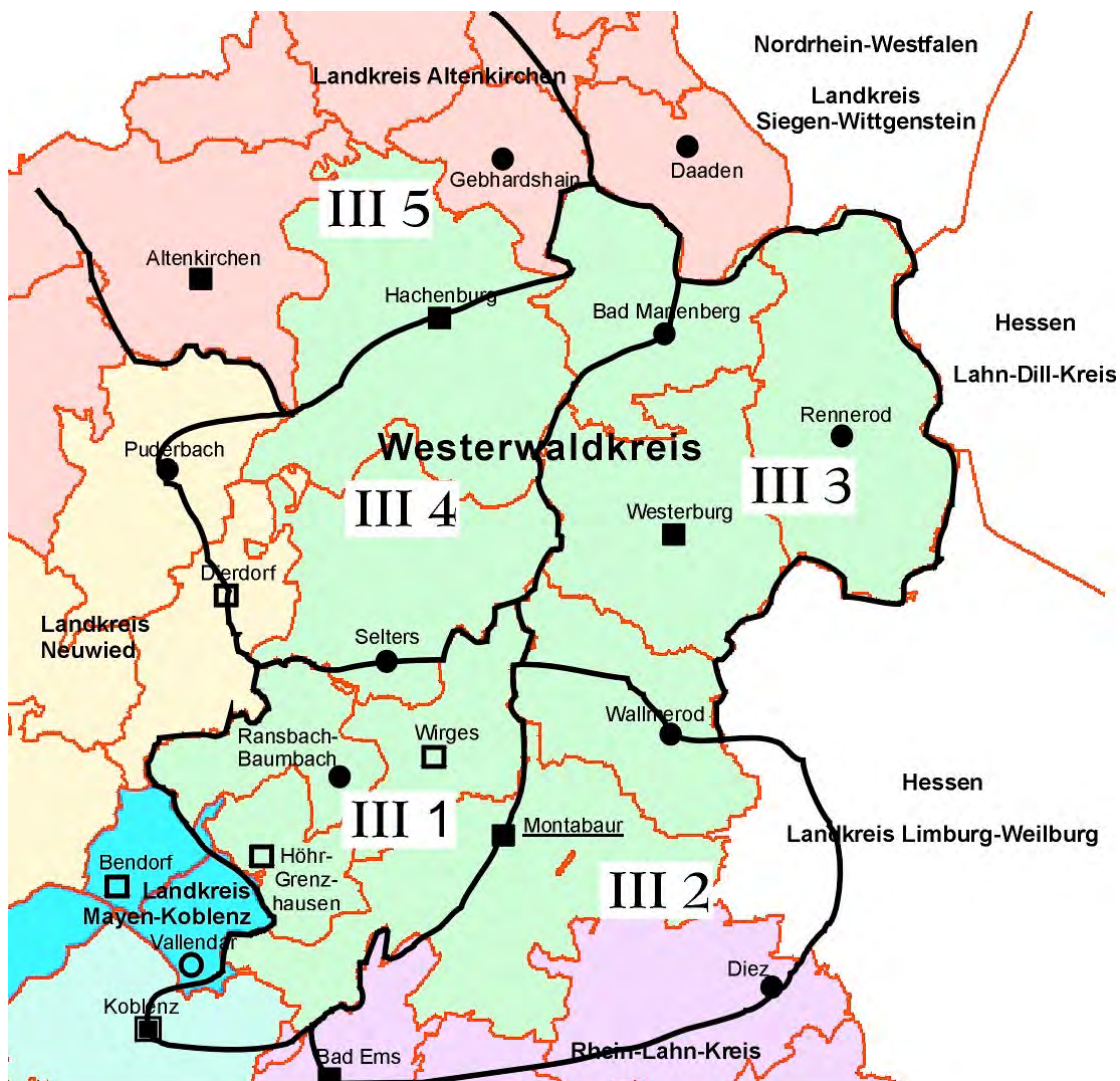 Nordrhein-Westfalen
Landkreis Altenkirchen
Landkreis
Siegen-Wittgenstein
Gebhardshain
Daaden
III 5
Altenkirchen
Hachenburg
Bad Marienberg
Hessen
Lahn-Dill-Kreis
Rennerod
Puderbach
Westerwaldkreis
III 4
III 3
Westerburg
Dierdorf
Landkreis
Neuwied
Selters
Wallmerod
Ransbach-
Baumbach
Wirges
Hessen
III 1
Montabaur
Landkreis Limburg-Weilburg
Bendorf
Höhr-
Grenz-
hausen
III 2
Landkreis
Mayen-Koblenz
Vallendar
Diez
Koblenz
Bad Ems
Rhein-Lahn-Kreis